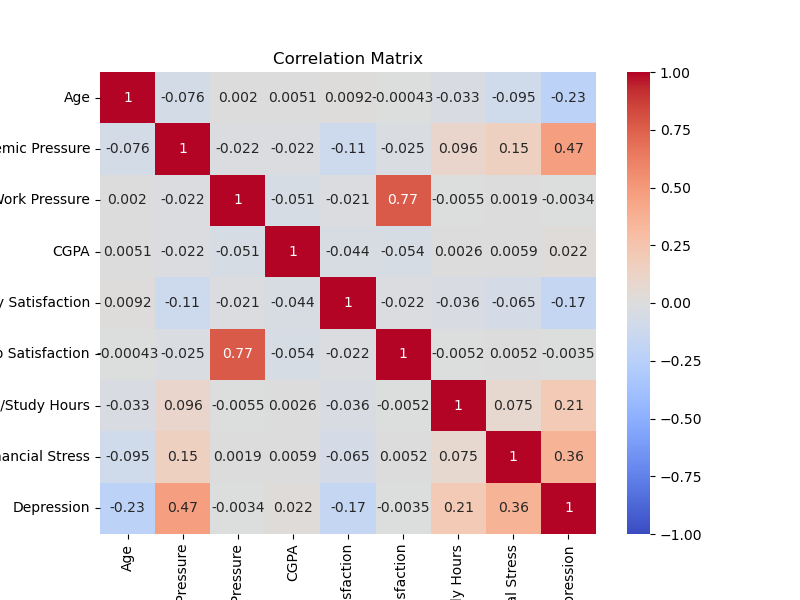 Correlation Matrix
Age 1 -0.076 0.002 0.0051 0.0092 -0.00043 -0.033 -0.095 -0.23
emic Pressure -0.076 1 -0.022 -0.022 -0.11 -0.025 0.096 0.15 0.47
Work Pressure 0.002 -0.022 1 -0.051 -0.021 0.77 -0.0055 0.0019 -0.0034
CGPA 0.0051 -0.022 -0.051 1 -0.044 -0.054 0.0026 0.0059 0.022
y Satisfaction 0.0092 -0.11 -0.021 -0.044 1 -0.022 -0.036 -0.065 -0.17
b Satisfaction -0.00043 -0.025 0.77 -0.054 -0.022 1 -0.0052 0.0052 -0.0035
/Study Hours -0.033 0.096 -0.0055 0.0026 -0.036 -0.0052 1 0.075 0.21
ancial Stress -0.095 0.15 0.0019 0.0059 -0.065 0.0052 0.075 1 0.36
Depression -0.23 0.47 -0.0034 0.022 -0.17 -0.0035 0.21 0.36 1
Age
Pressure
Pressure
CGPA
sfaction
sfaction
dy Hours
al Stress
pression
1.00
0.75
0.50
0.25
0.00
−0.25
−0.50
−0.75
−1.00